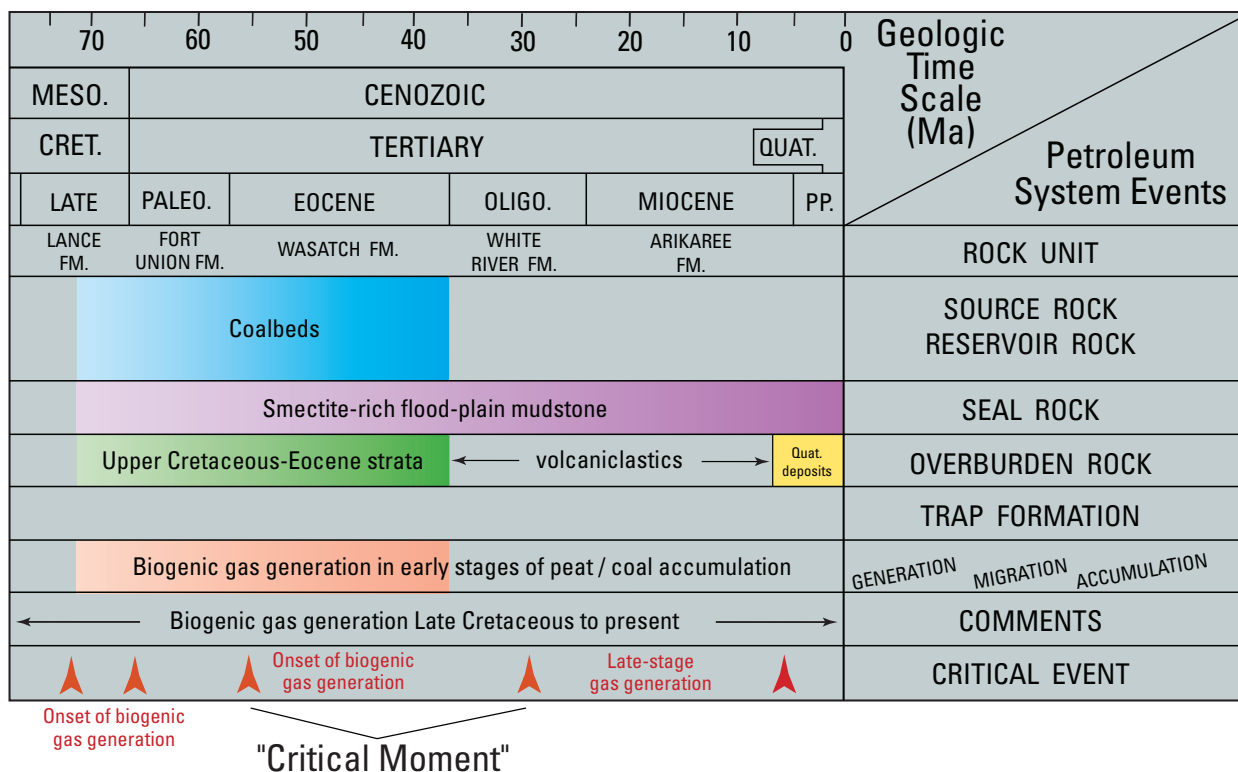 70 60 50 40 30 20 10 0
Geologic
Time
Scale
(Ma)
Petroleum
System Events
MESO. CENOZOIC
CRET. TERTIARY QUAT.
LATE PALEO. EOCENE OLIGO. MIOCENE PP.
LANCE
FM.
FORT
UNION FM.
WASATCH FM.
WHITE
RIVER FM.
ARIKAREE
FM.
ROCK UNIT
Coalbeds
SOURCE ROCK
RESERVOIR ROCK
Smectite-rich flood-plain mudstone
SEAL ROCK
Upper Cretaceous-Eocene strata
volcaniclastics
Quat.
deposits
OVERBURDEN ROCK
TRAP FORMATION
Biogenic gas generation in early stages of peat / coal accumulation
GENERATION MIGRATION ACCUMULATION
Biogenic gas generation Late Cretaceous to present
COMMENTS
Onset of biogenic
gas generation
Late-stage
gas generation
CRITICAL EVENT
Onset of biogenic
gas generation
"Critical Moment"